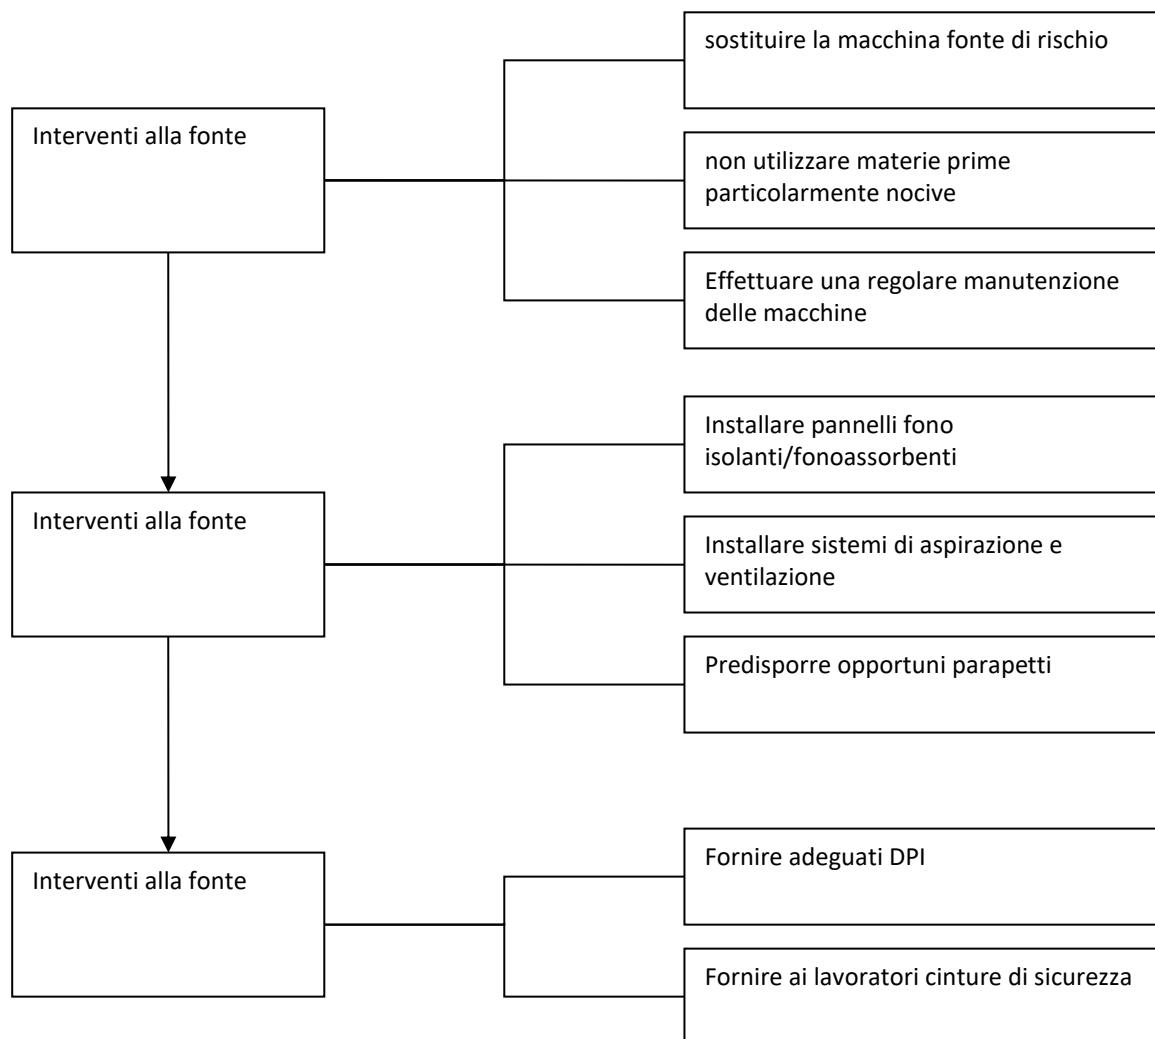 sostituire la macchina fonte di rischio
Interventi alla fonte
non utilizzare materie prime
particolarmente nocive
Effettuare una regolare manutenzione
delle macchine
Installare pannelli fono
isolanti/fonoassorbenti
Interventi alla fonte
Installare sistemi di aspirazione e
ventilazione
Predisporre opportuni parapetti
Interventi alla fonte
Fornire adeguati DPI
Fornire ai lavoratori cinture di sicurezza